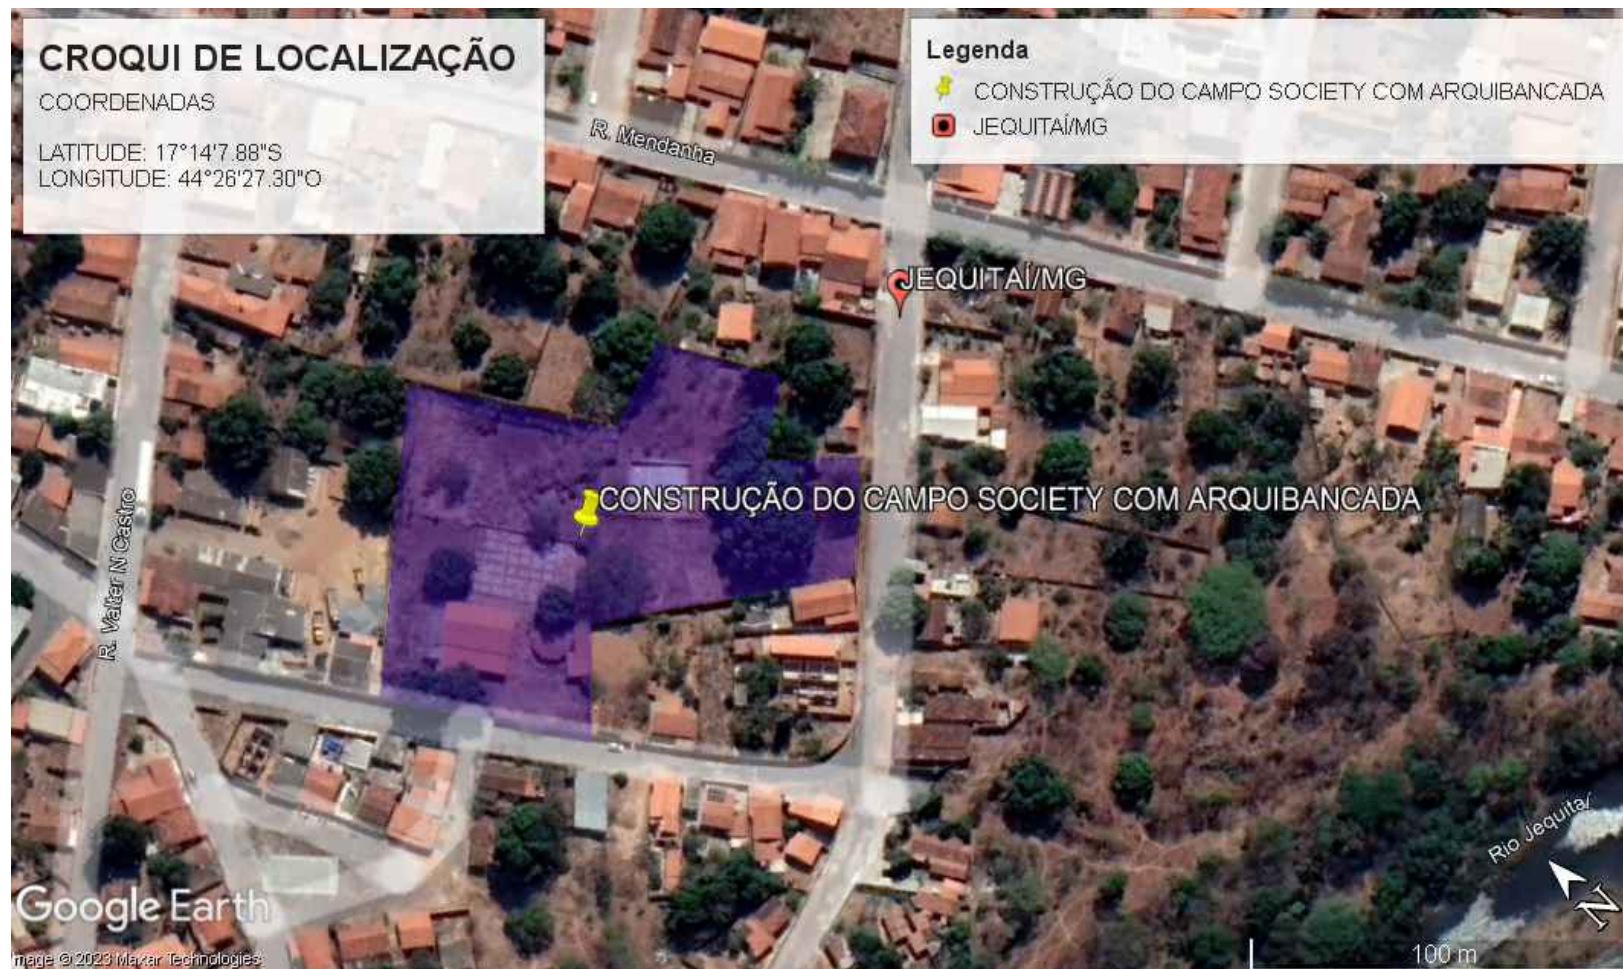 CROQUI DE LOCALIZAÇÃO
COORDENADAS
LATITUDE: 17°14'7.88"S
LONGITUDE: 44°26'27.30"O
Legenda
CONSTRUÇÃO DO CAMPO SOCIETY COM ARQUIBANCADA
JEQUITAÍ/MG
R. Mendanha
JEQUITAÍ/MG
CONSTRUÇÃO DO CAMPO SOCIETY COM ARQUIBANCADA
R. Valter N Castro
Rio Jequitaí
N
Google Earth
mage © 2023 Maxar Technologies
100 m